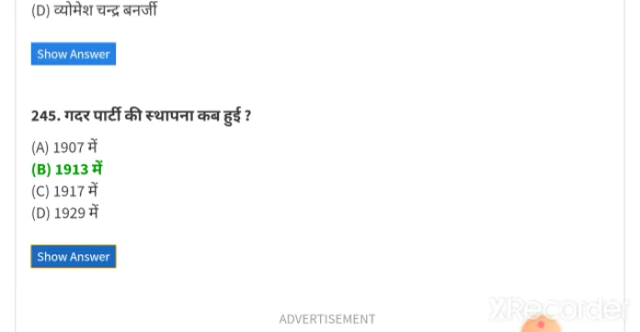 (D) व्योमेश चन्द्र बनर्जी
Show Answer
245. गदर पार्टी की स्थापना कब हुई ?
(A) 1907 में
(B) 1913 में
(C) 1917 में
(D) 1929 में
Show Answer
ADVERTISEMENT
XRecorder